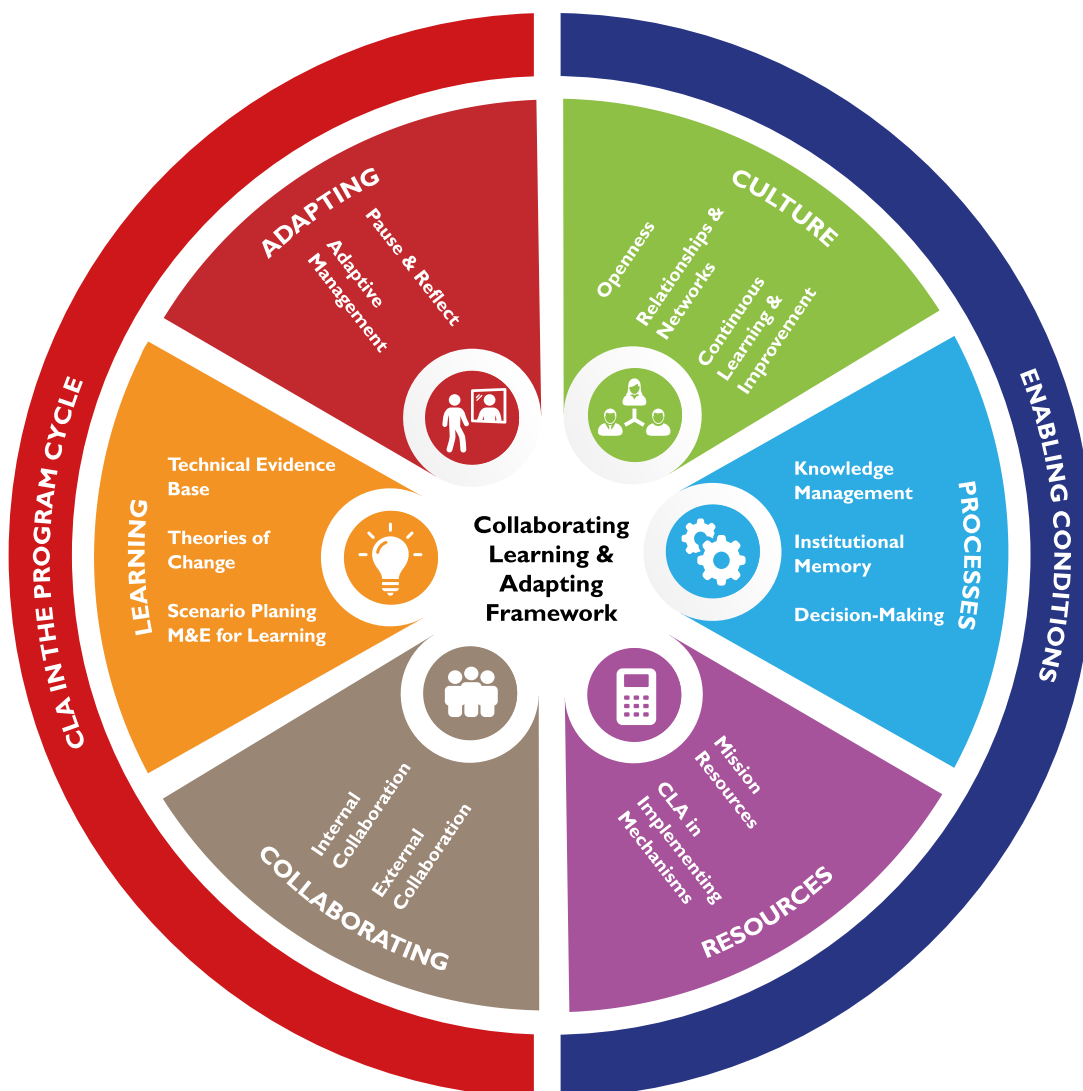 CLA IN THE PROGRAM CYCLE
ENABLING CONDITIONS
ADAPTING
Pause & Reflect
Adaptive
Management
CULTURE
Openness
Relationships &
Networks
Continuous
Learning &
Improvement
LEARNING
Technical Evidence
Base
Theories of
Change
Scenario Planing
M&E for Learning
Collaborating
Learning &
Adapting
Framework
PROCESSES
Knowledge
Management
Institutional
Memory
Decision-Making
COLLABORATING
Internal
Collaboration
External
Collaboration
RESOURCES
Mission
Resources
CLA in
Implementing
Mechanisms